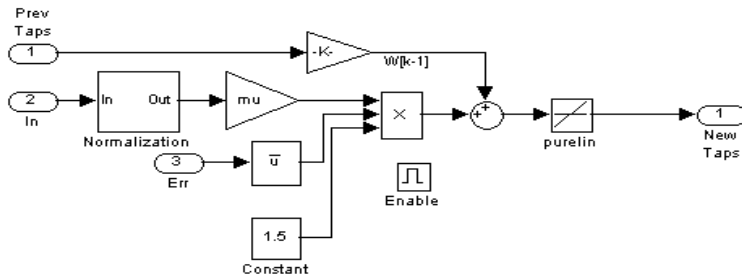 Prev
Taps
1
-K-
W[k-1]
2
In
In
Out
Normalization
mu
×
purelin
1
New
Taps
3
Err
u
Enable
1.5
Constant